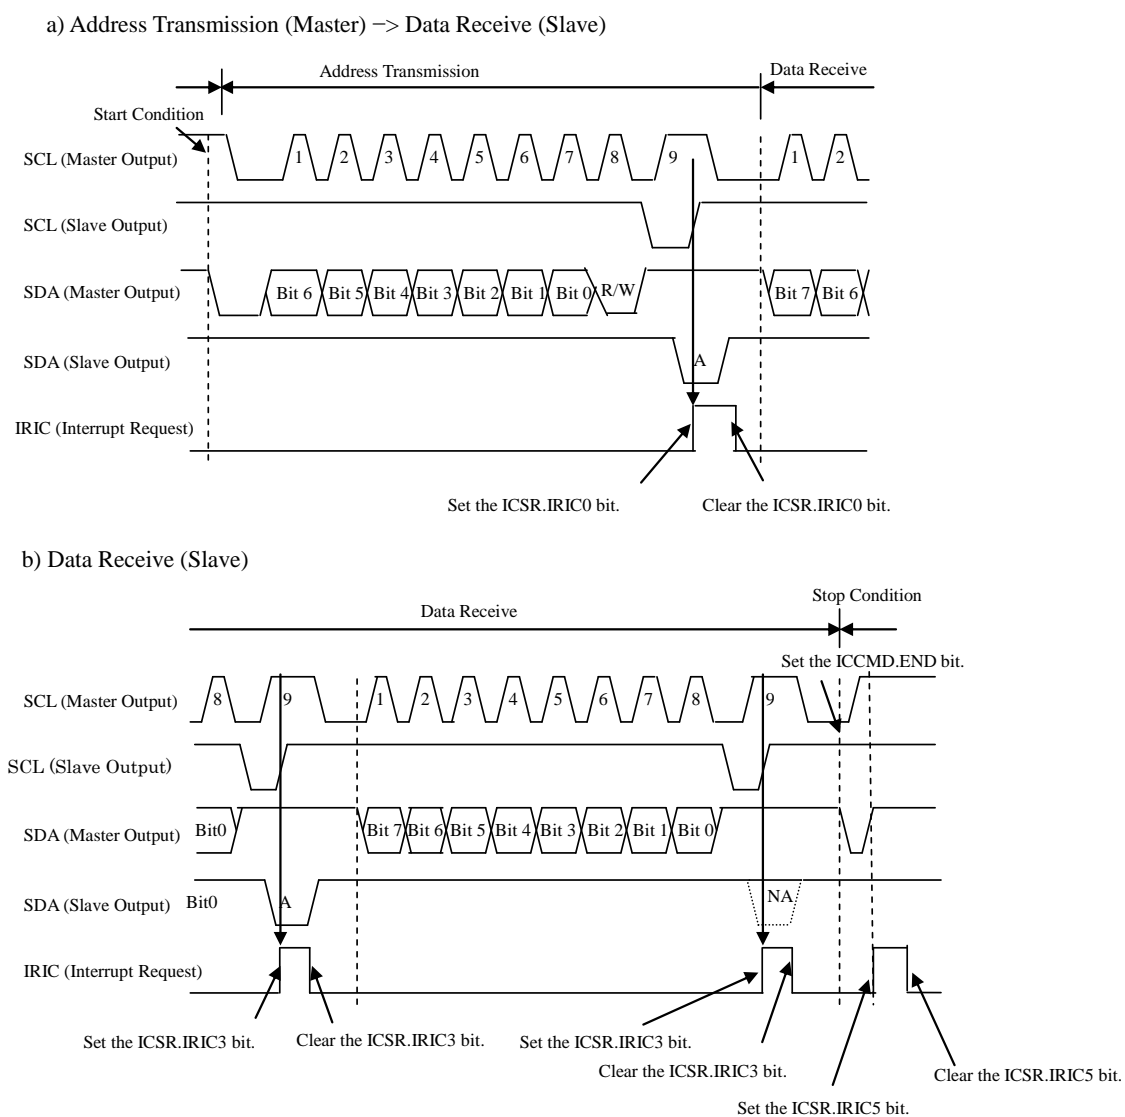 a) Address Transmission (Master) −> Data Receive (Slave)
Address Transmission
Data Receive
Start Condition
SCL (Master Output)
1 2 3 4 5 6 7 8 9 1 2
SCL (Slave Output)
SDA (Master Output)
Bit 6 Bit 5 Bit 4 Bit 3 Bit 2 Bit 1 Bit 0 R/W Bit 7 Bit 6
SDA (Slave Output)
A
IRIC (Interrupt Request)
Set the ICSR.IRIC0 bit.
Clear the ICSR.IRIC0 bit.
b) Data Receive (Slave)
Stop Condition
Data Receive
Set the ICCMD.END bit.
SCL (Master Output)
8 9 1 2 3 4 5 6 7 8 9
SCL (Slave Output)
SDA (Master Output)
Bit0 Bit 7 Bit 6 Bit 5 Bit 4 Bit 3 Bit 2 Bit 1 Bit 0
SDA (Slave Output)
Bit0 A NA
IRIC (Interrupt Request)
Set the ICSR.IRIC3 bit.
Clear the ICSR.IRIC3 bit.
Set the ICSR.IRIC3 bit.
Clear the ICSR.IRIC3 bit.
Clear the ICSR.IRIC5 bit.
Set the ICSR.IRIC5 bit.